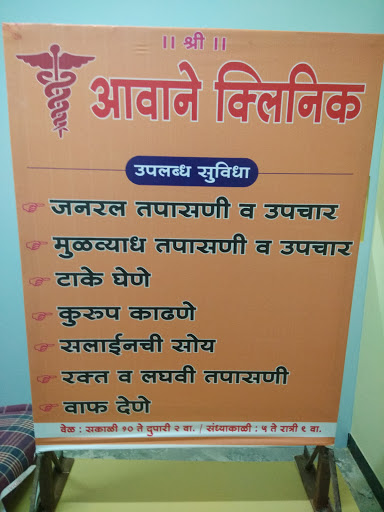 ॥ श्री ॥
आवाने क्लिनिक
उपलब्ध सुविधा
जनरल तपासणी व उपचार
मुळव्याध तपासणी व उपचार
टाके घेणे
कुरुप काढणे
सलाईनची सोय
रक्त व लघवी तपासणी
वाफ देणे
वेळ : सकाळी १० ते दुपारी २ वा. / संध्याकाळी : ५ ते रात्री ९ वा.